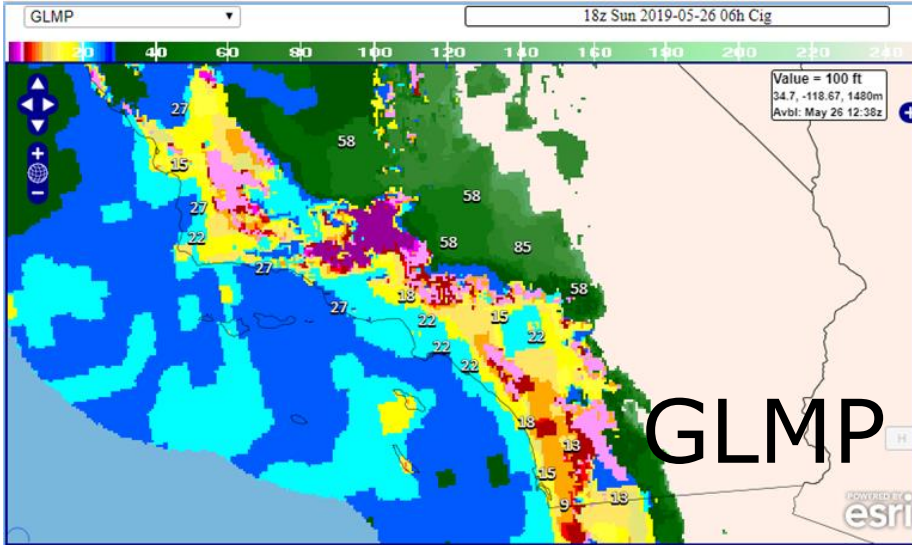 GLMP
18z Sun 2019-05-26 06h Cig
20 40 60 80 100 120 140 160 180 200 220 240
Value = 100 ft
34.7, -118.67, 1480m
Avbl: May 26 12:38z
27
58
15
58
27
22
58
85
27
58
18
27
15
22
22
22
22
18
13
GLMP
H
15
13
9
POWERED BY
esri